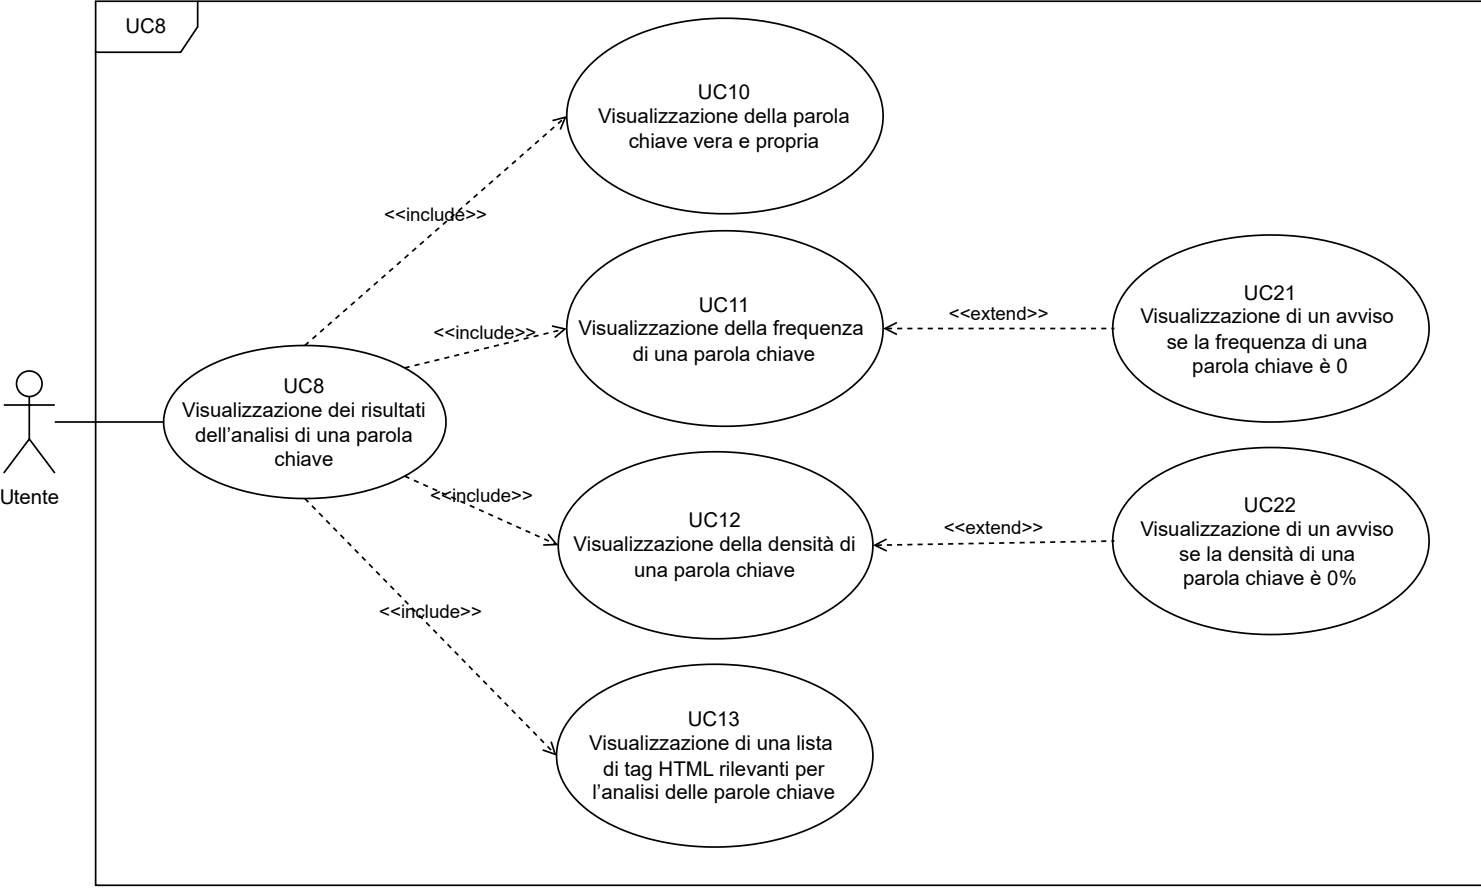 UC8
UC10
Visualizzazione della parola
chiave vera e propria
<<include>>
UC11
Visualizzazione della frequenza
di una parola chiave
<<include>>
<<extend>>
UC21
Visualizzazione di un avviso
se la frequenza di una
parola chiave è 0
UC8
Visualizzazione dei risultati
dell'analisi di una parola
chiave
Utente
<<include>>
UC12
Visualizzazione della densità di
una parola chiave
<<extend>>
UC22
Visualizzazione di un avviso
se la densità di una
parola chiave è 0%
<<include>>
UC13
Visualizzazione di una lista
di tag HTML rilevanti per
l'analisi delle parole chiave